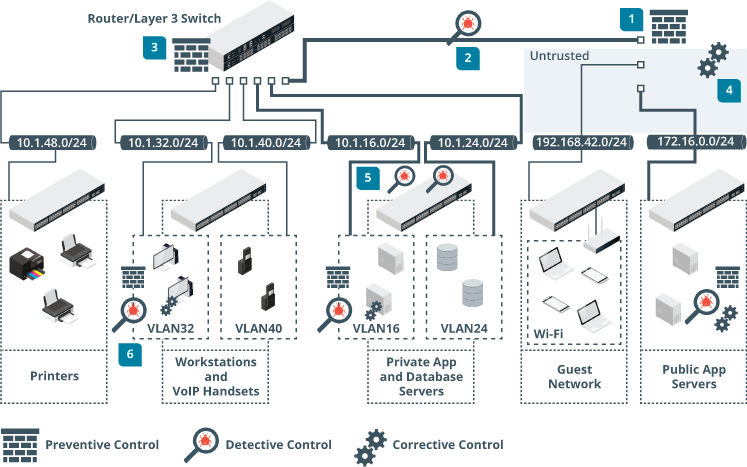 Router/Layer 3 Switch
1
3
2
Untrusted
4
10.1.48.0/24
10.1.32.0/24
10.1.40.0/24
10.1.16.0/24
10.1.24.0/24
192.168.42.0/24
172.16.0.0/24
5
VLAN32
VLAN40
VLAN16
VLAN24
Wi-Fi
6
Printers
Workstations
and
VoIP Handsets
Private App
and Database
Servers
Guest
Network
Public App
Servers
Preventive Control
Detective Control
Corrective Control